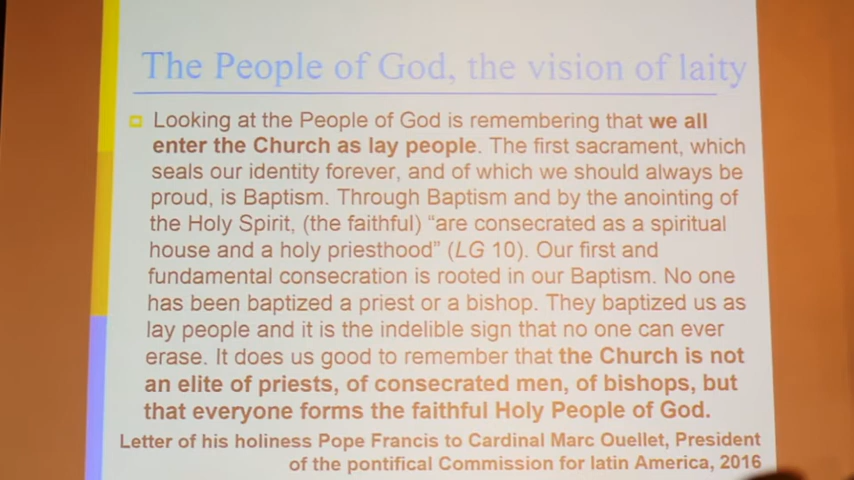 The People of God, the vision of laity
Looking at the People of God is remembering that we all
enter the Church as lay people. The first sacrament, which
seals our identity forever, and of which we should always be
proud, is Baptism. Through Baptism and by the anointing of
the Holy Spirit, (the faithful) “are consecrated as a spiritual
house and a holy priesthood” (LG 10). Our first and
fundamental consecration is rooted in our Baptism. No one
has been baptized a priest or a bishop. They baptized us as
lay people and it is the indelible sign that no one can ever
erase. It does us good to remember that the Church is not
an elite of priests, of consecrated men, of bishops, but
that everyone forms the faithful Holy People of God.
Letter of his holiness Pope Francis to Cardinal Marc Ouellet, President
of the pontifical Commission for latin America, 2016